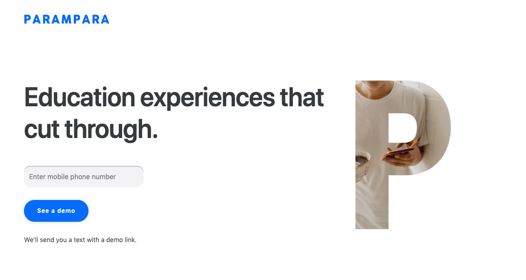 PARAMPARA
Education experiences that
cut through.
Enter mobile phone number
See a demo
We'll send you a text with a demo link.